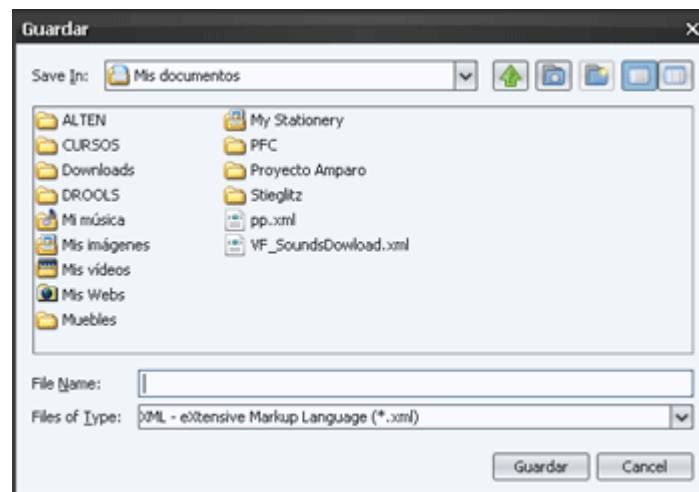 Guardar
Save In: Mis documentos
ALTEN
CURSOS
Downloads
DROOLS
Mi música
Mis imágenes
Mis vídeos
Mis Webs
Muebles
My Stationery
PFC
Proyecto Amparo
Stieglitz
pp.xml
VF_SoundsDowload.xml
File Name:
Files of Type: XML - eXtensive Markup Language (*.xml)
Guardar Cancel